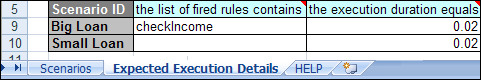 5 Scenario ID the list of fired rules contains the execution duration equals
9 Big Loan checkIncome 0.02
10 Small Loan 0.02
Scenarios Expected Execution Details HELP